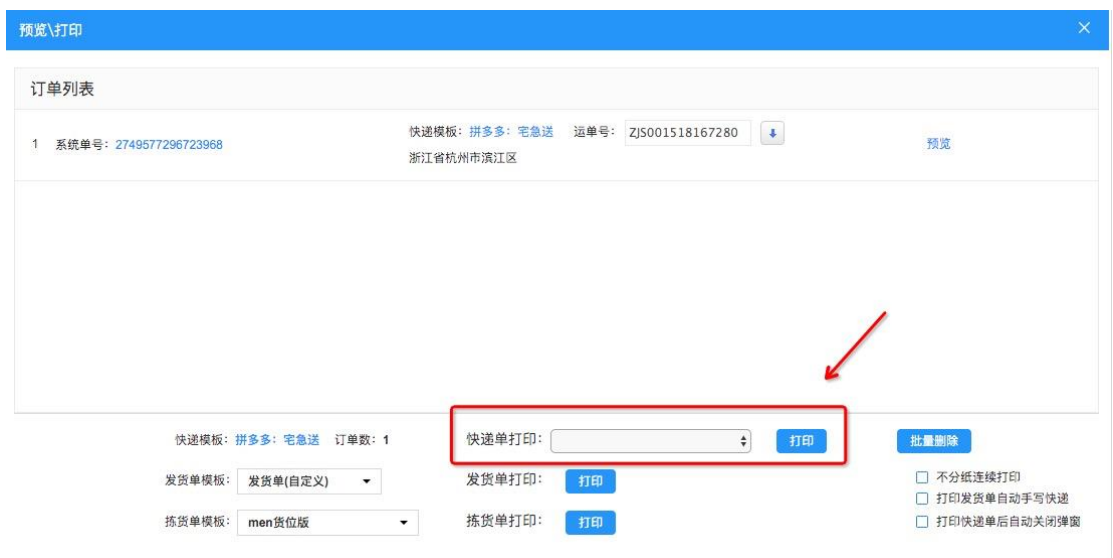 预览\打印
订单列表
1 系统单号：2749577296723968 快递模板：拼多多：宅急送 运单号： ZJS001518167280 预览
浙江省杭州市滨江区
快递模板：拼多多：宅急送 订单数：1 快递单打印： 打印 批量删除
发货单模板： 发货单(自定义) 发货单打印： 打印 不分纸连续打印
打印发货单自动手写快递
拣货单模板： men货位版 拣货单打印： 打印 打印快递单后自动关闭弹窗